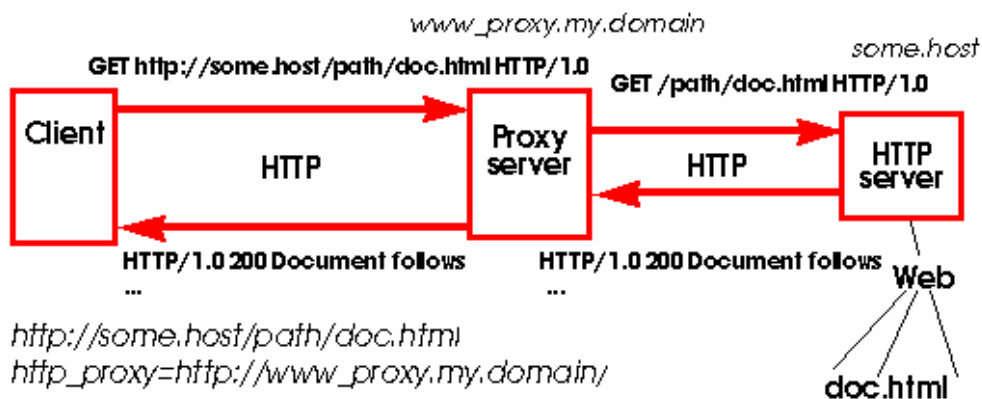 www_proxy.my.domain
some.host
GET http://some.host/path/doc.html HTTP/1.0
GET /path/doc.html HTTP/1.0
Client
Proxy
server
HTTP
server
HTTP
HTTP
HTTP/1.0 200 Document follows
...
HTTP/1.0 200 Document follows
...
Web
http://some.host/path/doc.html
http_proxy=http://www_proxy.my.domain/
doc.html